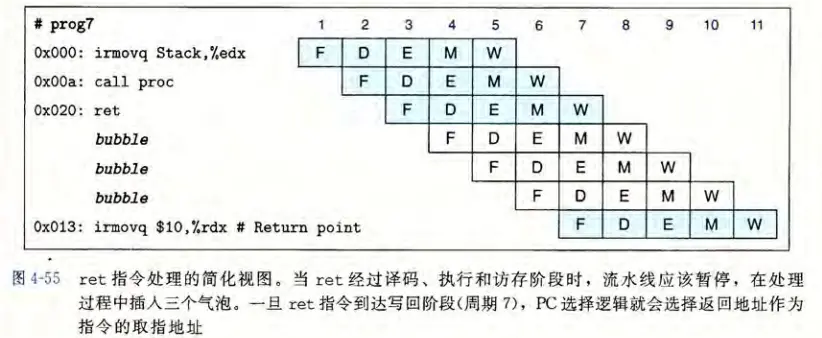 # prog7 1 2 3 4 5 6 7 8 9 10 11
0x000: irmovq Stack,%edx F D E M W
0x00a: call proc F D E M W
0x020: ret F D E M W
bubble F D E M W
bubble F D E M W
bubble F D E M W
0x013: irmovq $10,%rdx # Return point F D E M W
图 4-55 ret 指令处理的简化视图。当 ret 经过译码、执行和访存阶段时，流水线应该暂停，在处理
过程中插入三个气泡。一旦 ret 指令到达写回阶段(周期 7)，PC 选择逻辑就会选择返回地址作为
指令的取指地址